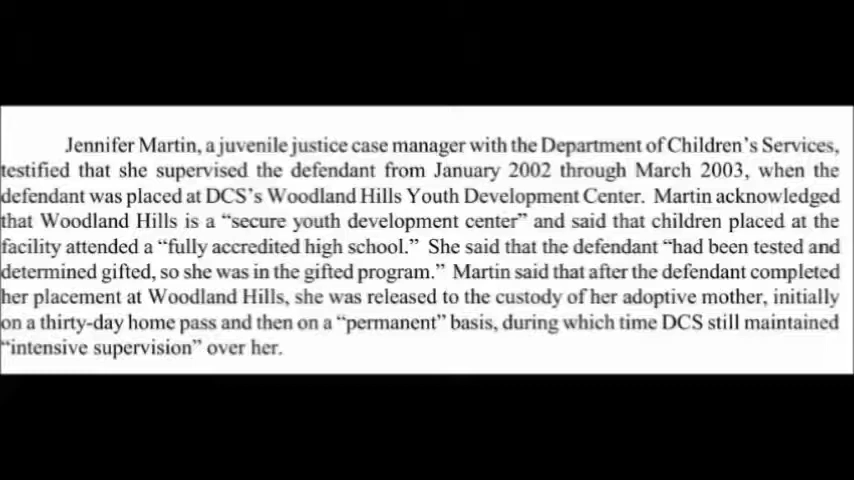 Jennifer Martin, a juvenile justice case manager with the Department of Children's Services,
testified that she supervised the defendant from January 2002 through March 2003, when the
defendant was placed at DCS's Woodland Hills Youth Development Center. Martin acknowledged
that Woodland Hills is a “secure youth development center” and said that children placed at the
facility attended a “fully accredited high school.” She said that the defendant “had been tested and
determined gifted, so she was in the gifted program.” Martin said that after the defendant completed
her placement at Woodland Hills, she was released to the custody of her adoptive mother, initially
on a thirty-day home pass and then on a “permanent” basis, during which time DCS still maintained
“intensive supervision” over her.